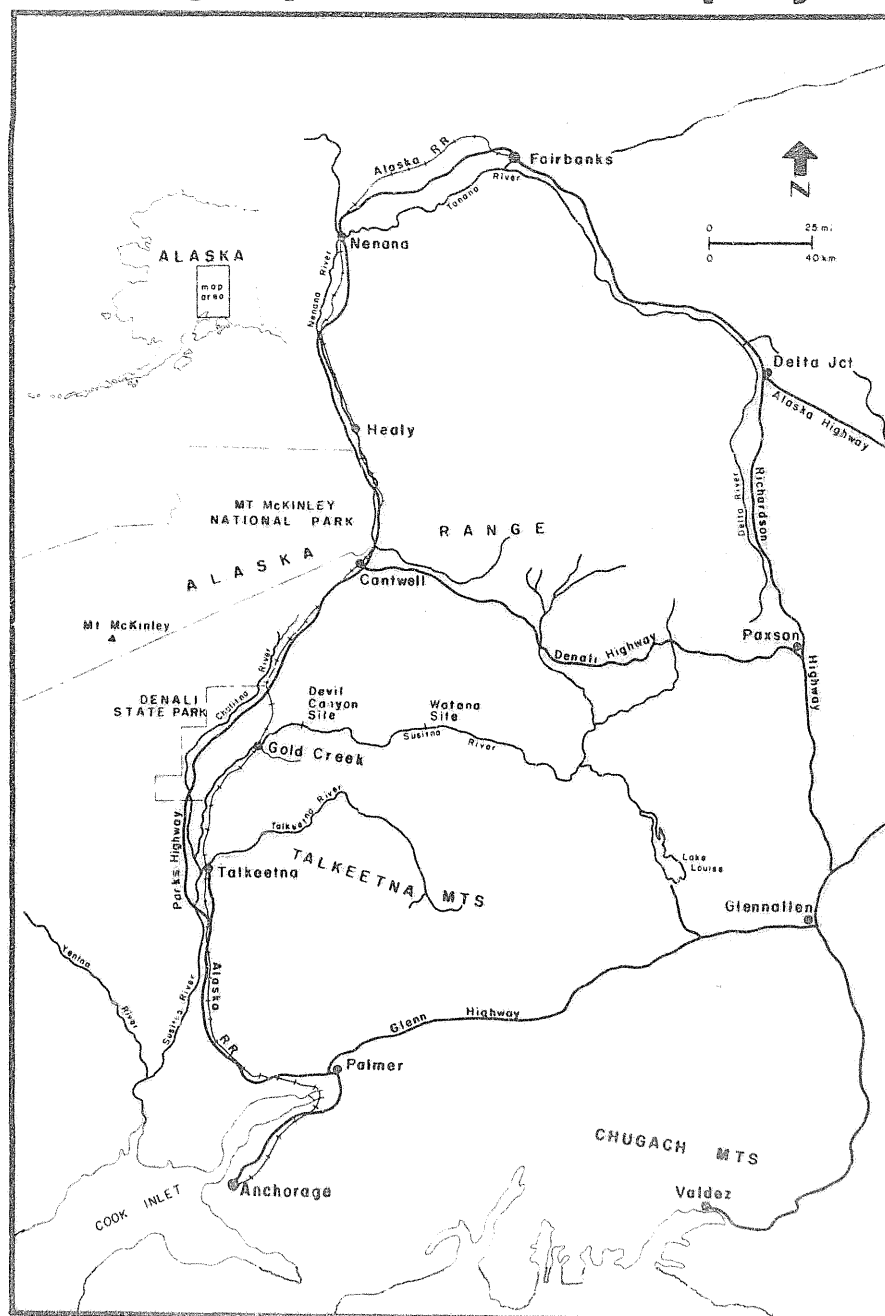 Alaska RR
Fairbanks
Tanana River
N
0 25 mi
0 40 km
Nenana
ALASKA
map
area
Nenana River
Delta Jct
Alaska Highway
Healy
Delta River
Richardson
Highway
MT McKINLEY
NATIONAL PARK
ALASKA RANGE
Cantwell
Mt McKinley
Denali Highway
Paxson
DENALI
STATE PARK
Chulitna River
Devil
Canyon
Site
Watana
Site
Susitna River
Gold Creek
Talkeetna River
Parks Highway
Talkeetna
TALKEETNA MTS
Lake
Louise
Glennallen
Yentna River
Susitna River
Alaska RR
Glenn Highway
Palmer
CHUGACH MTS
Anchorage
COOK INLET
Valdez